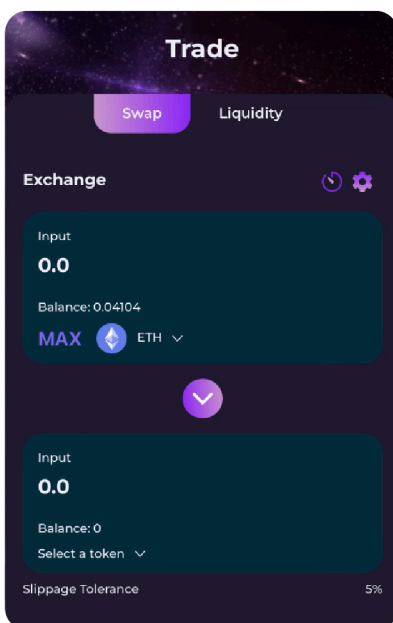 Trade
Swap Liquidity
Exchange
Input
0.0
Balance: 0.04104
MAX ETH
Input
0.0
Balance: 0
Select a token
Slippage Tolerance 5%